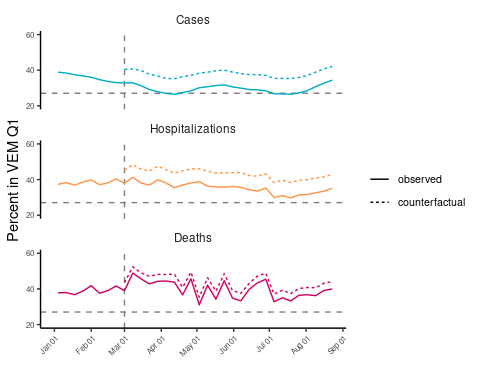 Cases
60
40
20
Hospitalizations
60
40
20
Percent in VEM Q1
observed
counterfactual
Deaths
60
40
20
Jan 01
Feb 01
Mar 01
Apr 01
May 01
Jun 01
Jul 01
Aug 01
Sep 01